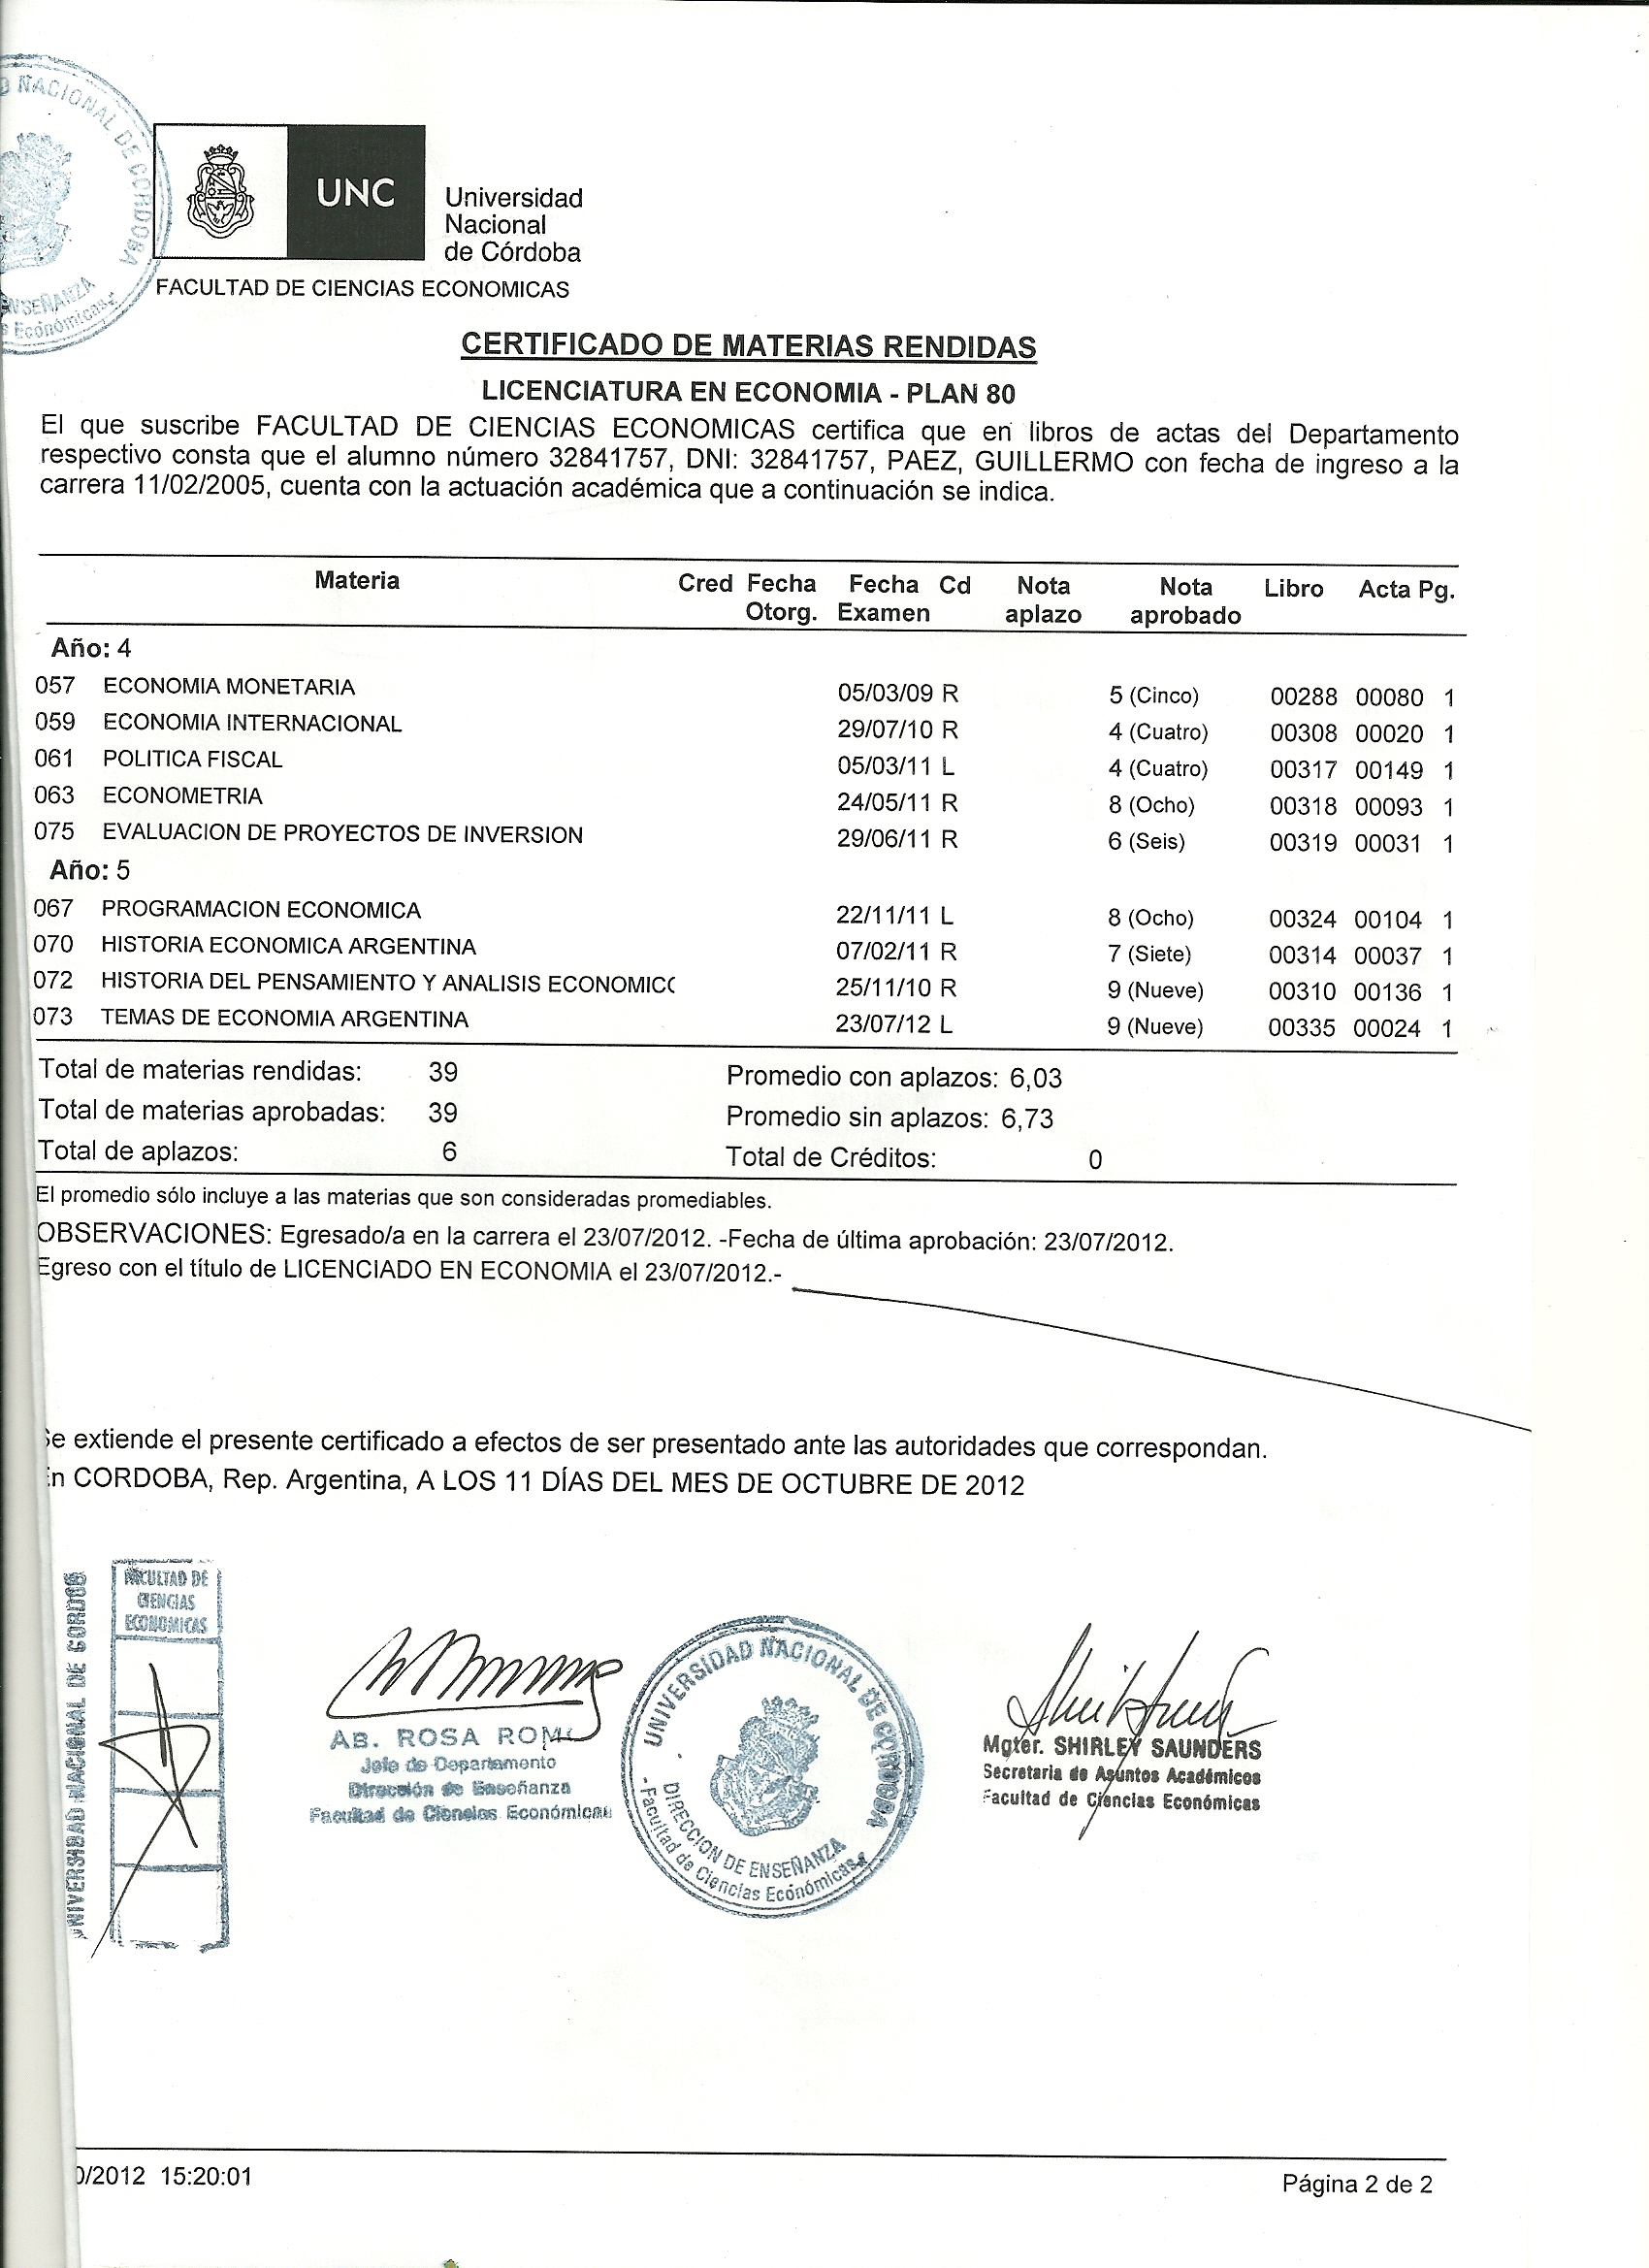 NACIONAL DE CORDOBA
ENSEÑANZA
Económicas
UNC
Universidad
Nacional
de Córdoba
FACULTAD DE CIENCIAS ECONOMICAS
CERTIFICADO DE MATERIAS RENDIDAS
LICENCIATURA EN ECONOMIA - PLAN 80
El que suscribe FACULTAD DE CIENCIAS ECONOMICAS certifica que en libros de actas del Departamento
respectivo consta que el alumno número 32841757, DNI: 32841757, PAEZ, GUILLERMO con fecha de ingreso a la
carrera 11/02/2005, cuenta con la actuación académica que a continuación se indica.
Materia Cred Fecha Fecha Cd Nota Nota Libro Acta Pg.
Otorg. Examen aplazo aprobado
Año: 4
057 ECONOMIA MONETARIA 05/03/09 R 5 (Cinco) 00288 00080 1
059 ECONOMIA INTERNACIONAL 29/07/10 R 4 (Cuatro) 00308 00020 1
061 POLITICA FISCAL 05/03/11 L 4 (Cuatro) 00317 00149 1
063 ECONOMETRIA 24/05/11 R 8 (Ocho) 00318 00093 1
075 EVALUACION DE PROYECTOS DE INVERSION 29/06/11 R 6 (Seis) 00319 00031 1
Año: 5
067 PROGRAMACION ECONOMICA 22/11/11 L 8 (Ocho) 00324 00104 1
070 HISTORIA ECONOMICA ARGENTINA 07/02/11 R 7 (Siete) 00314 00037 1
072 HISTORIA DEL PENSAMIENTO Y ANALISIS ECONOMICO 25/11/10 R 9 (Nueve) 00310 00136 1
073 TEMAS DE ECONOMIA ARGENTINA 23/07/12 L 9 (Nueve) 00335 00024 1
Total de materias rendidas: 39 Promedio con aplazos: 6,03
Total de materias aprobadas: 39 Promedio sin aplazos: 6,73
Total de aplazos: 6 Total de Créditos: 0
El promedio sólo incluye a las materias que son consideradas promediables.
OBSERVACIONES: Egresado/a en la carrera el 23/07/2012. -Fecha de última aprobación: 23/07/2012.
Egreso con el título de LICENCIADO EN ECONOMIA el 23/07/2012.-
Se extiende el presente certificado a efectos de ser presentado ante las autoridades que correspondan.
En CORDOBA, Rep. Argentina, A LOS 11 DÍAS DEL MES DE OCTUBRE DE 2012
UNIVERSIDAD NACIONAL DE CORDOB
FACULTAD DE
CIENCIAS
ECONOMICAS
AB. ROSA
Jefe de Departamento
Dirección de Enseñanza
Facultad de Ciencias Económicas
UNIVERSIDAD NACIONAL DE CORDOBA
DIRECCION DE ENSEÑANZA
- Facultad de Ciencias Económicas -
Mgter. SHIRLEY SAUNDERS
Secretaria de Asuntos Académicos
Facultad de Ciencias Económicas
0/2012 15:20:01
Página 2 de 2